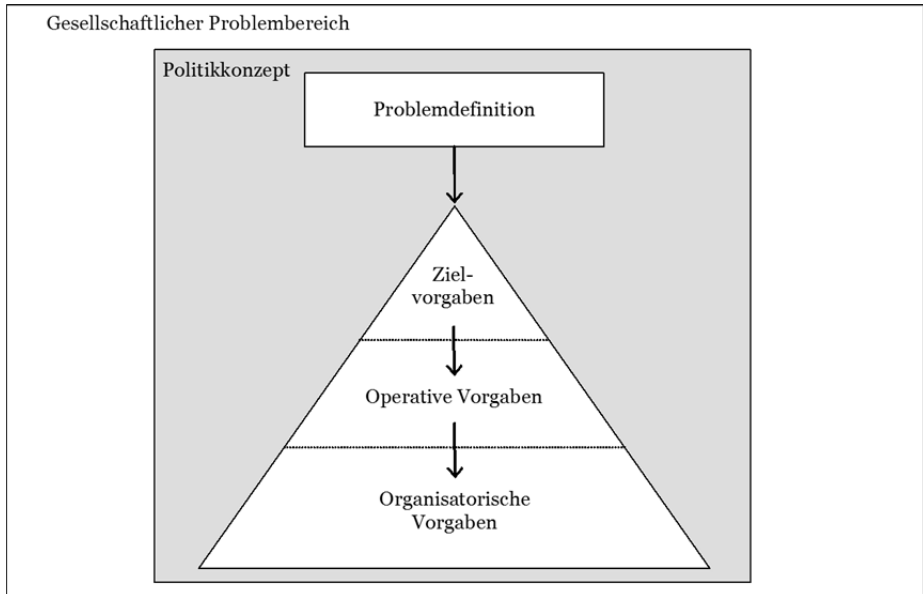 Gesellschaftlicher Problembereich
Politikkonzept
Problemdefinition
Ziel-
vorgaben
Operative Vorgaben
Organisatorische
Vorgaben